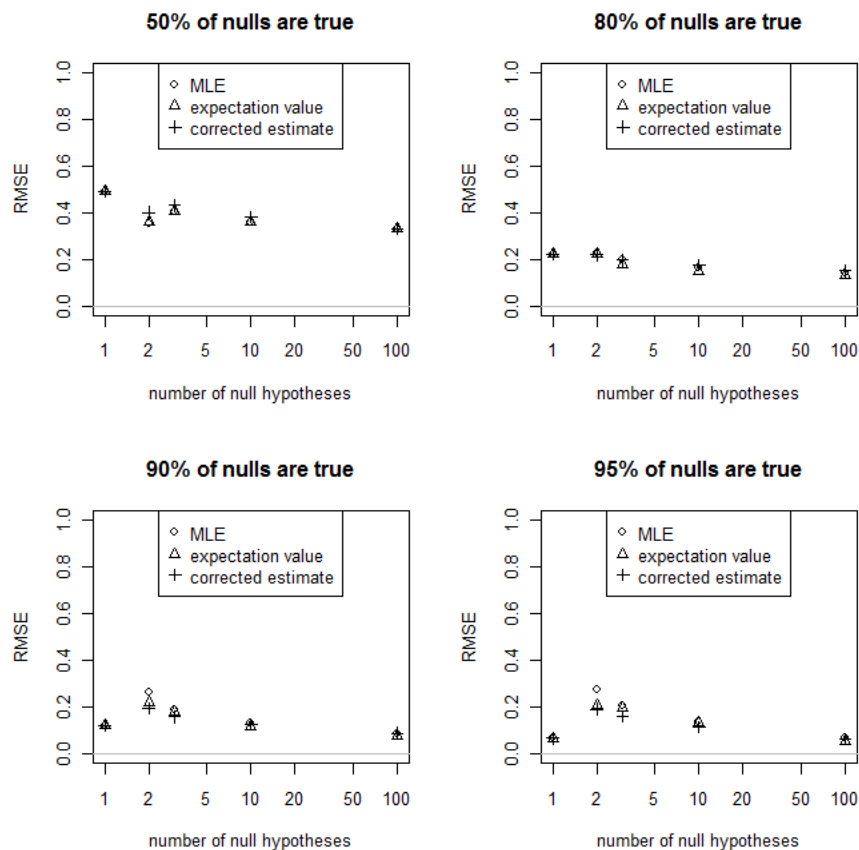 50% of nulls are true
MLE
expectation value
corrected estimate
RMSE
0.0 0.2 0.4 0.6 0.8 1.0
1 2 5 10 20 50 100
number of null hypotheses
80% of nulls are true
MLE
expectation value
corrected estimate
RMSE
0.0 0.2 0.4 0.6 0.8 1.0
1 2 5 10 20 50 100
number of null hypotheses
90% of nulls are true
MLE
expectation value
corrected estimate
RMSE
0.0 0.2 0.4 0.6 0.8 1.0
1 2 5 10 20 50 100
number of null hypotheses
95% of nulls are true
MLE
expectation value
corrected estimate
RMSE
0.0 0.2 0.4 0.6 0.8 1.0
1 2 5 10 20 50 100
number of null hypotheses